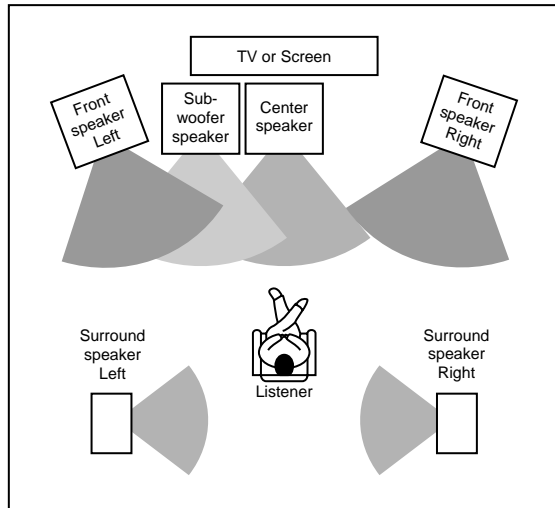 TV or Screen
Front
speaker
Left
Sub-
woofer
speaker
Center
speaker
Front
speaker
Right
Surround
speaker
Left
Listener
Surround
speaker
Right